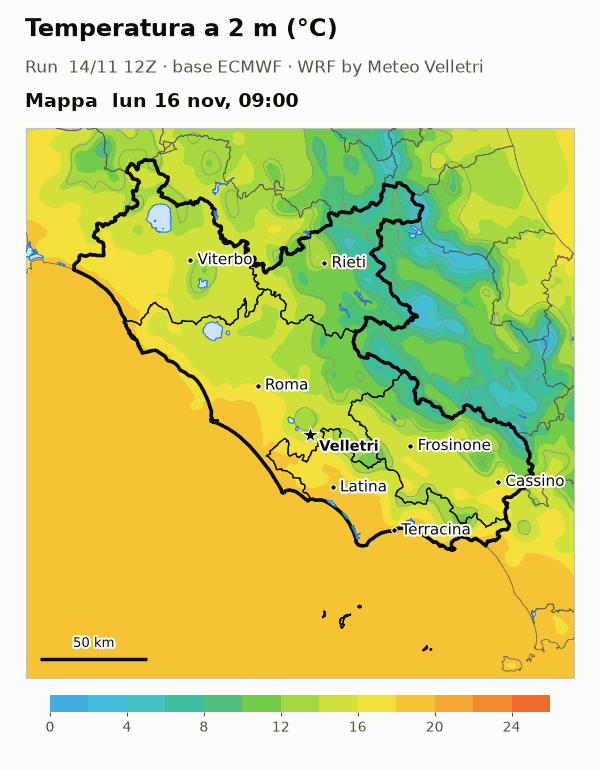 Temperatura a 2 m (°C)
Run  14/11 12Z · base ECMWF · WRF by Meteo Velletri
Mappa  lun 16 nov, 09:00
Viterbo
Rieti
Roma
Velletri
Frosinone
Cassino
Latina
Terracina
50 km
0 4 8 12 16 20 24